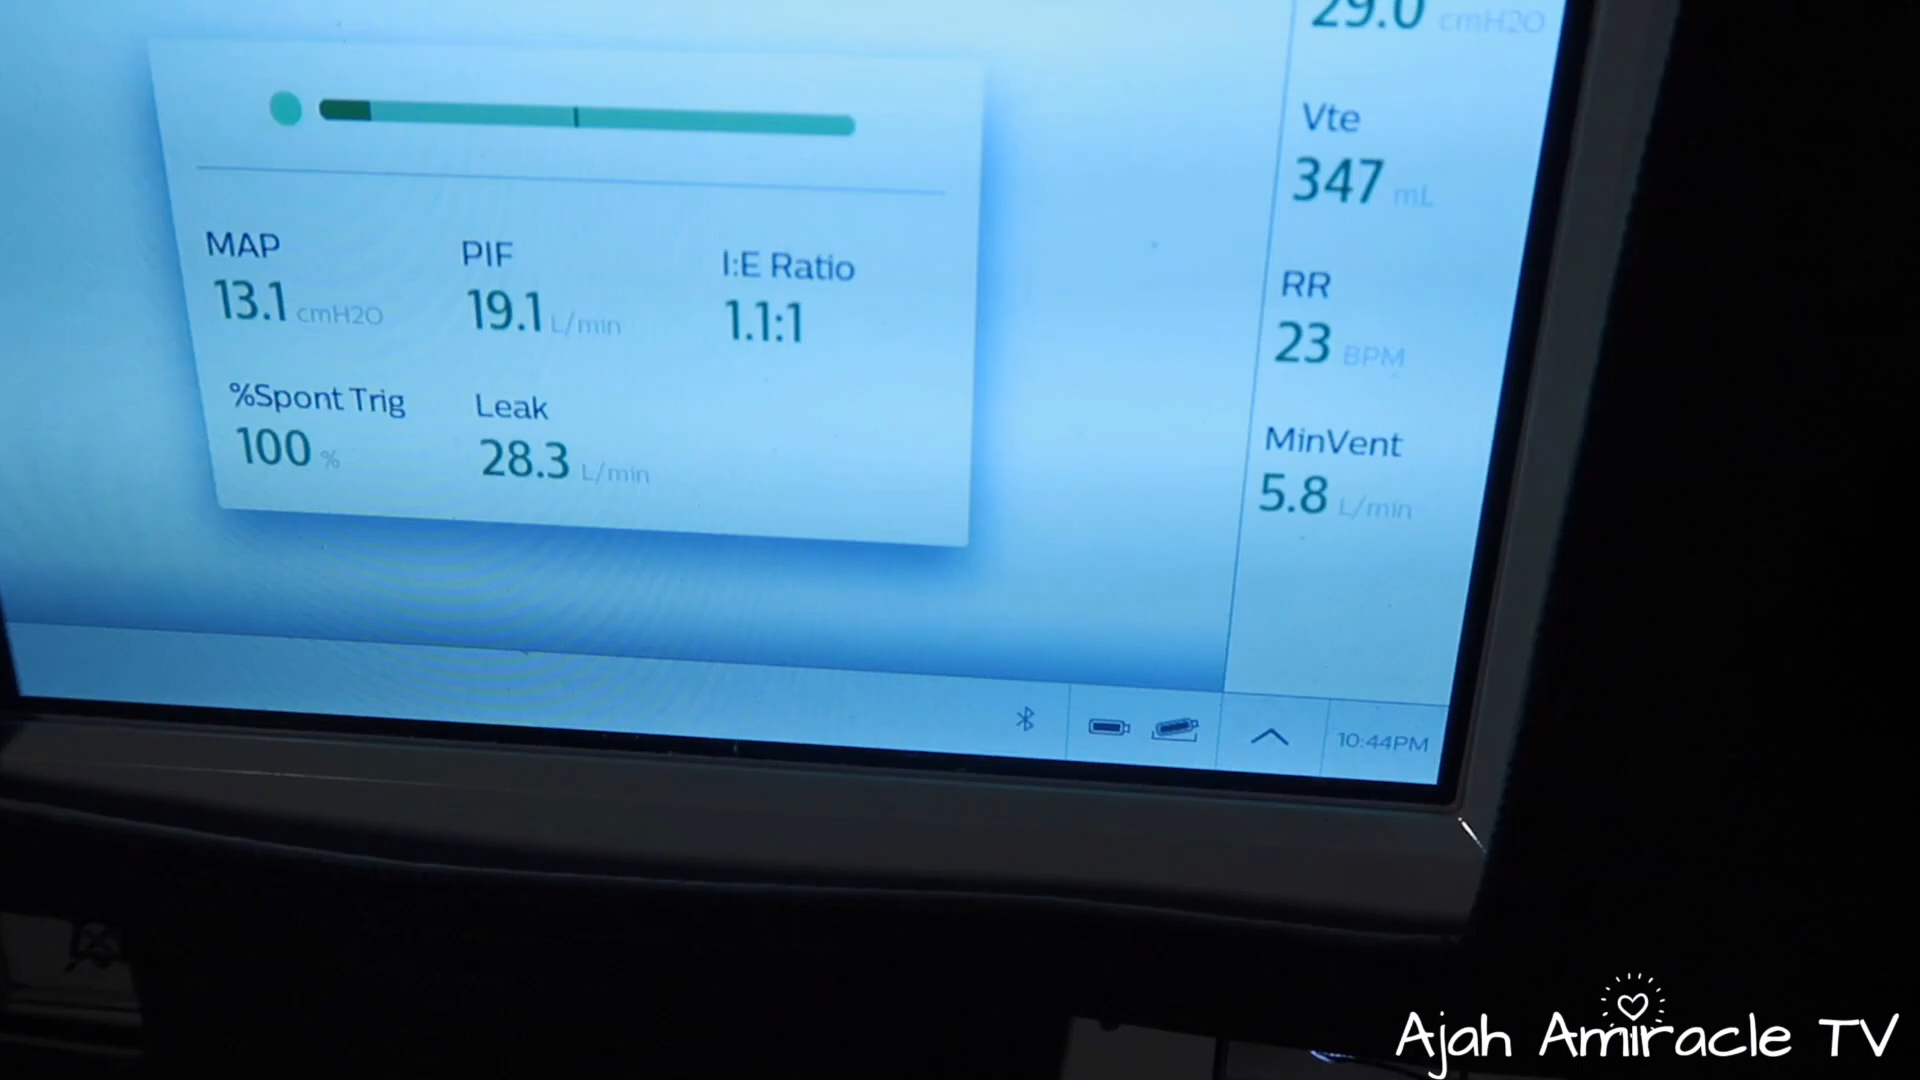 29.0 cmH2O
Vte
347 mL
RR
23 BPM
MinVent
5.8 L/min
MAP
13.1 cmH2O
PIF
19.1 L/min
I:E Ratio
1.1:1
%Spont Trig
100 %
Leak
28.3 L/min
10:44PM
Ajah Amiracle TV